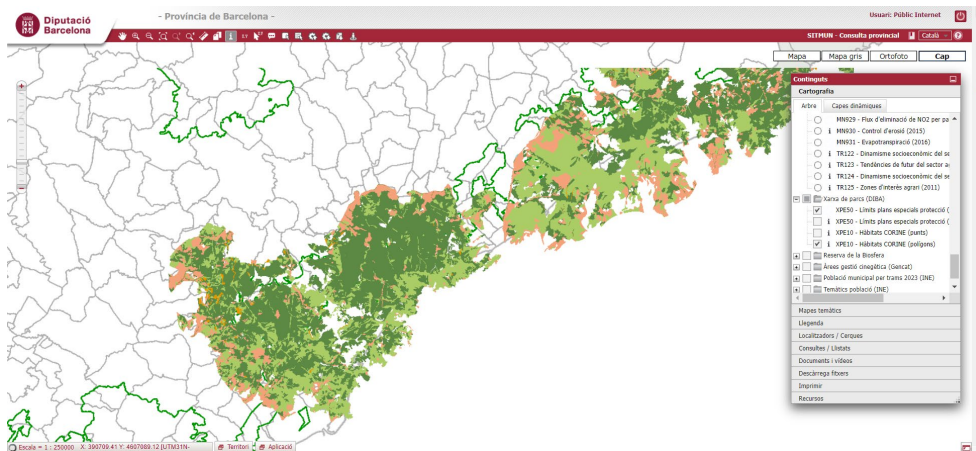 Diputació
Barcelona
- Província de Barcelona -
Usuari: Públic Internet
SITMUN - Consulta provincial
Català
Mapa
Mapa gris
Ortofoto
Cap
Continguts
Cartografia
Arbre
Capes dinàmiques
MN929 - Flux d'eliminació de NO2 per pa
MN930 - Control d'erosió (2015)
MN931 - Evapotranspiració (2016)
TR122 - Dinamisme socioeconòmic del se
TR123 - Tendències de futur del sector a
TR124 - Dinamisme socioeconòmic del se
TR125 - Zones d'interès agrari (2011)
Xarxa de parcs (DIBA)
XPE50 - Límits plans especials protecció (
XPE50 - Límits plans especials protecció (
XPE10 - Hàbitats CORINE (punts)
XPE10 - Hàbitats CORINE (polígons)
Reserva de la Biosfera
Àrees gestió cinegètica (Gencat)
Població municipal per trams 2023 (INE)
Temàtics població (INE)
Mapes temàtics
Llegenda
Localitzadors / Cerques
Consultes / Llistats
Documents i vídeos
Descàrrega fitxers
Imprimir
Recursos
Escala = 1 : 250000 X: 390709.41 Y: 4607089.12 [UTM31N-
Territori
Aplicació